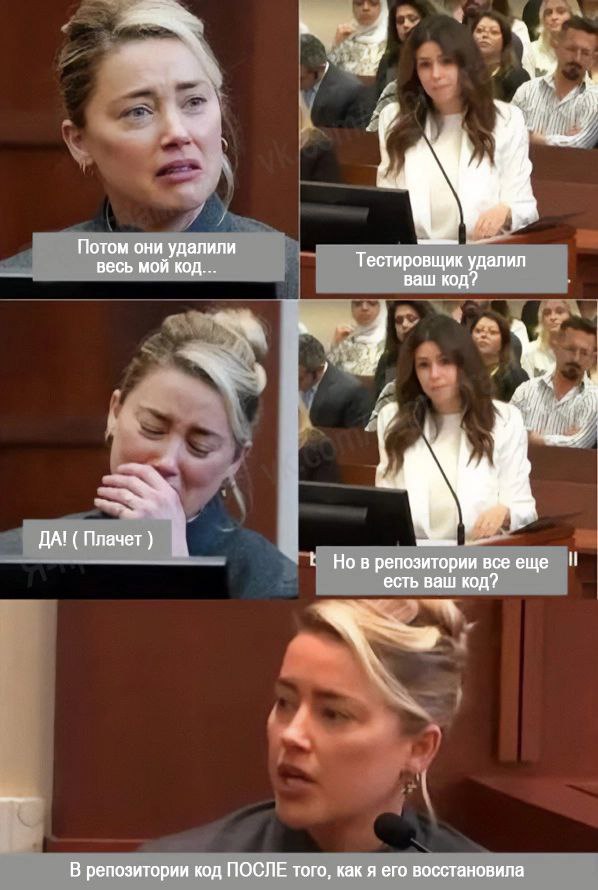 Потом они удалили
весь мой код...
Тестировщик удалил
ваш код?
ДА! ( Плачет )
Но в репозитории все еще
есть ваш код?
В репозитории код ПОСЛЕ того, как я его восстановила